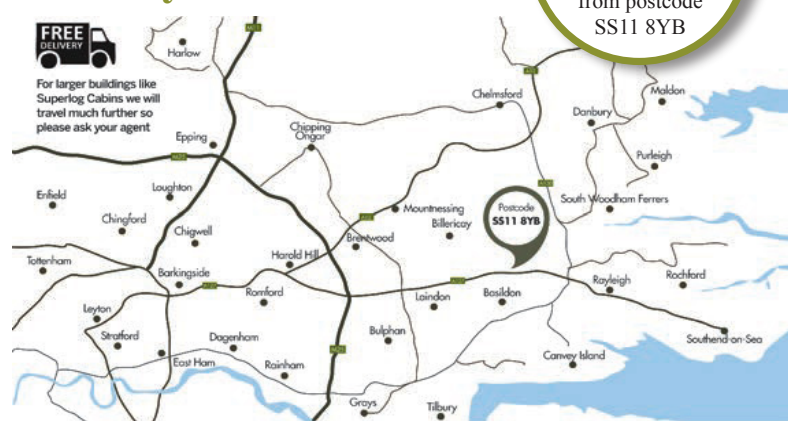 from postcode
SS11 8YB
FREE
DELIVERY
For larger buildings like
Superlog Cabins we will
travel much further so
please ask your agent
Harlow
Chelmsford
Maldon
Danbury
Epping
Chipping
Ongar
Purleigh
Enfield
Loughton
South Woodham Ferrers
Postcode
SS11 8YB
Mountnessing
Billericay
Chingford
Chigwell
Brentwood
Harold Hill
Tottenham
Barkingside
Rayleigh
Rochford
Romford
Laindon
Basildon
Leyton
Stratford
Dagenham
Bulphan
Southend-on-Sea
East Ham
Rainham
Canvey Island
Grays
Tilbury